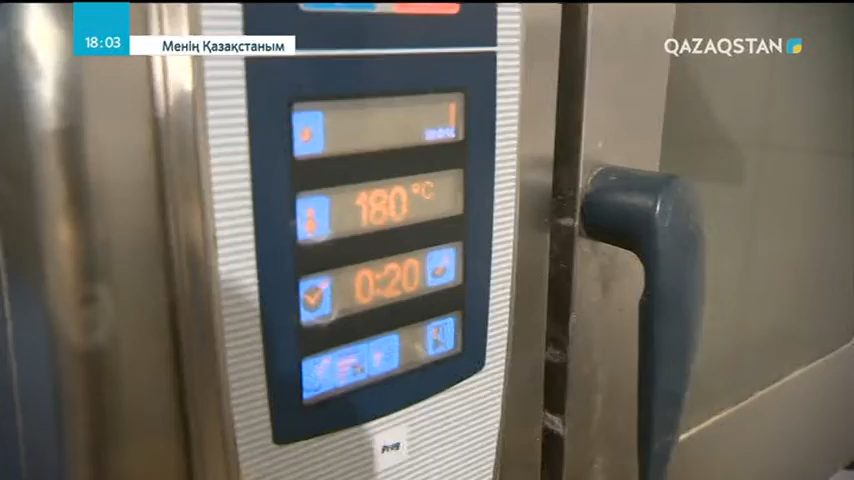 18:03
Менің Қазақстаным
QAZAQSTAN
180 °C
0:20
Prog